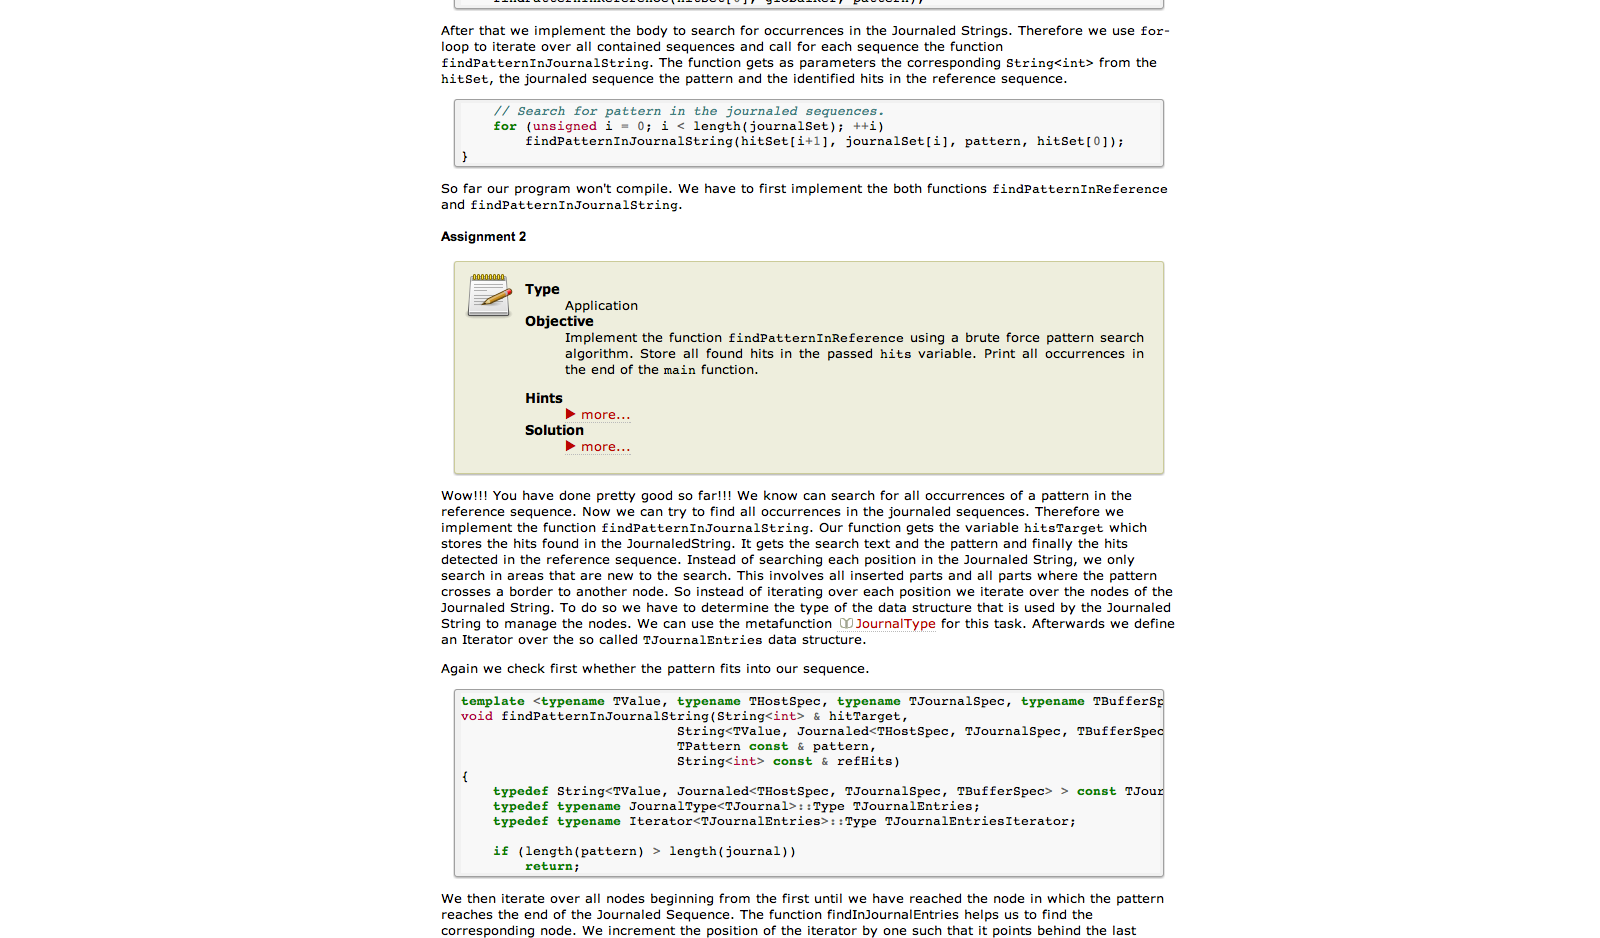 After that we implement the body to search for occurrences in the Journaled Strings. Therefore we use for-
loop to iterate over all contained sequences and call for each sequence the function
findPatternInJournalString. The function gets as parameters the corresponding String<int> from the
hitSet, the journaled sequence the pattern and the identified hits in the reference sequence.
// Search for pattern in the journaled sequences.
for (unsigned i = 0; i < length(journalSet); ++i)
findPatternInJournalString(hitSet[i+1], journalSet[i], pattern, hitSet[0]);
}
So far our program won't compile. We have to first implement the both functions findPatternInReference
and findPatternInJournalString.
Assignment 2
Type
Application
Objective
Implement the function findPatternInReference using a brute force pattern search
algorithm. Store all found hits in the passed hits variable. Print all occurrences in
the end of the main function.
Hints
more...
Solution
more...
Wow!!! You have done pretty good so far!!! We know can search for all occurrences of a pattern in the
reference sequence. Now we can try to find all occurrences in the journaled sequences. Therefore we
implement the function findPatternInJournalString. Our function gets the variable hitsTarget which
stores the hits found in the JournaledString. It gets the search text and the pattern and finally the hits
detected in the reference sequence. Instead of searching each position in the Journaled String, we only
search in areas that are new to the search. This involves all inserted parts and all parts where the pattern
crosses a border to another node. So instead of iterating over each position we iterate over the nodes of the
Journaled String. To do so we have to determine the type of the data structure that is used by the Journaled
String to manage the nodes. We can use the metafunction JournalType for this task. Afterwards we define
an Iterator over the so called TJournalEntries data structure.
Again we check first whether the pattern fits into our sequence.
template <typename TValue, typename THostSpec, typename TJournalSpec, typename TBufferSp
void findPatternInJournalString(String<int> & hitTarget,
String<TValue, Journaled<THostSpec, TJournalSpec, TBufferSpec
TPattern const & pattern,
String<int> const & refHits)
{
typedef String<TValue, Journaled<THostSpec, TJournalSpec, TBufferSpec> > const TJour
typedef typename JournalType<TJournal>::Type TJournalEntries;
typedef typename Iterator<TJournalEntries>::Type TJournalEntriesIterator;
if (length(pattern) > length(journal))
return;
We then iterate over all nodes beginning from the first until we have reached the node in which the pattern
reaches the end of the Journaled Sequence. The function findInJournalEntries helps us to find the
corresponding node. We increment the position of the iterator by one such that it points behind the last